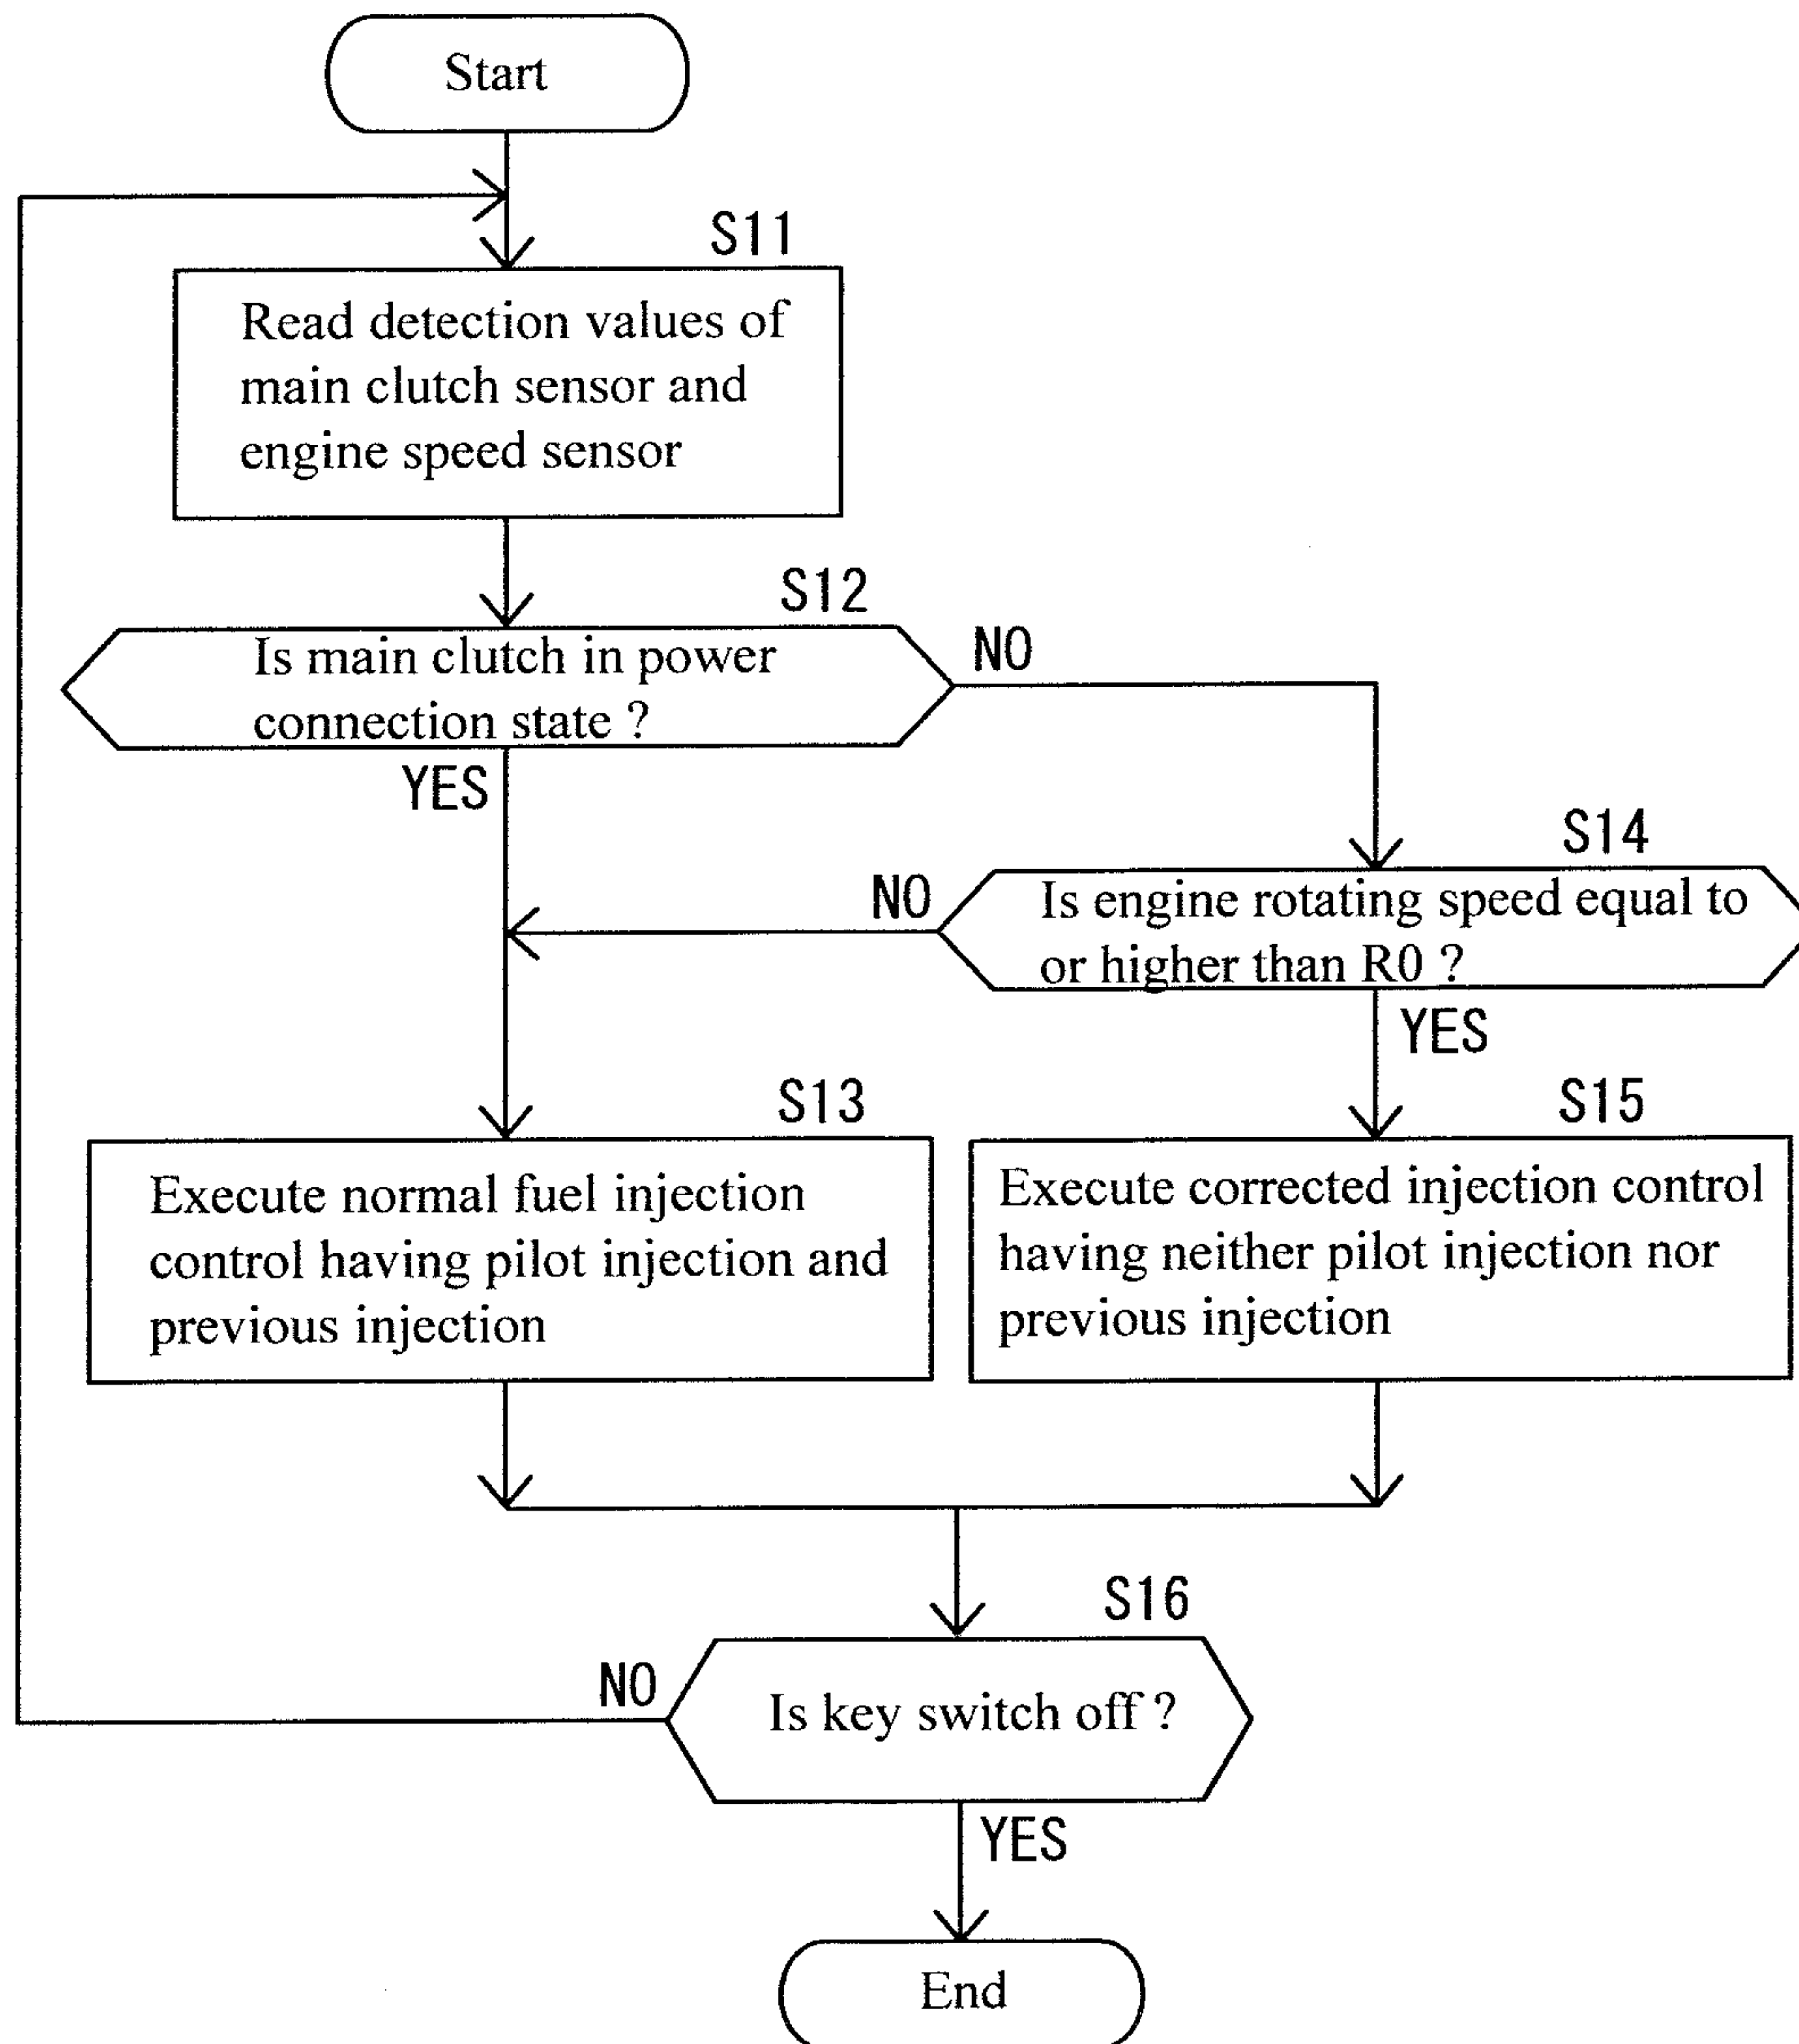 Start
S11
Read detection values of
main clutch sensor and
engine speed sensor
S12
Is main clutch in power
connection state ?
NO
YES
S14
NO
Is engine rotating speed equal to
or higher than R0 ?
YES
S13
Execute normal fuel injection
control having pilot injection and
previous injection
S15
Execute corrected injection control
having neither pilot injection nor
previous injection
S16
NO
Is key switch off ?
YES
End